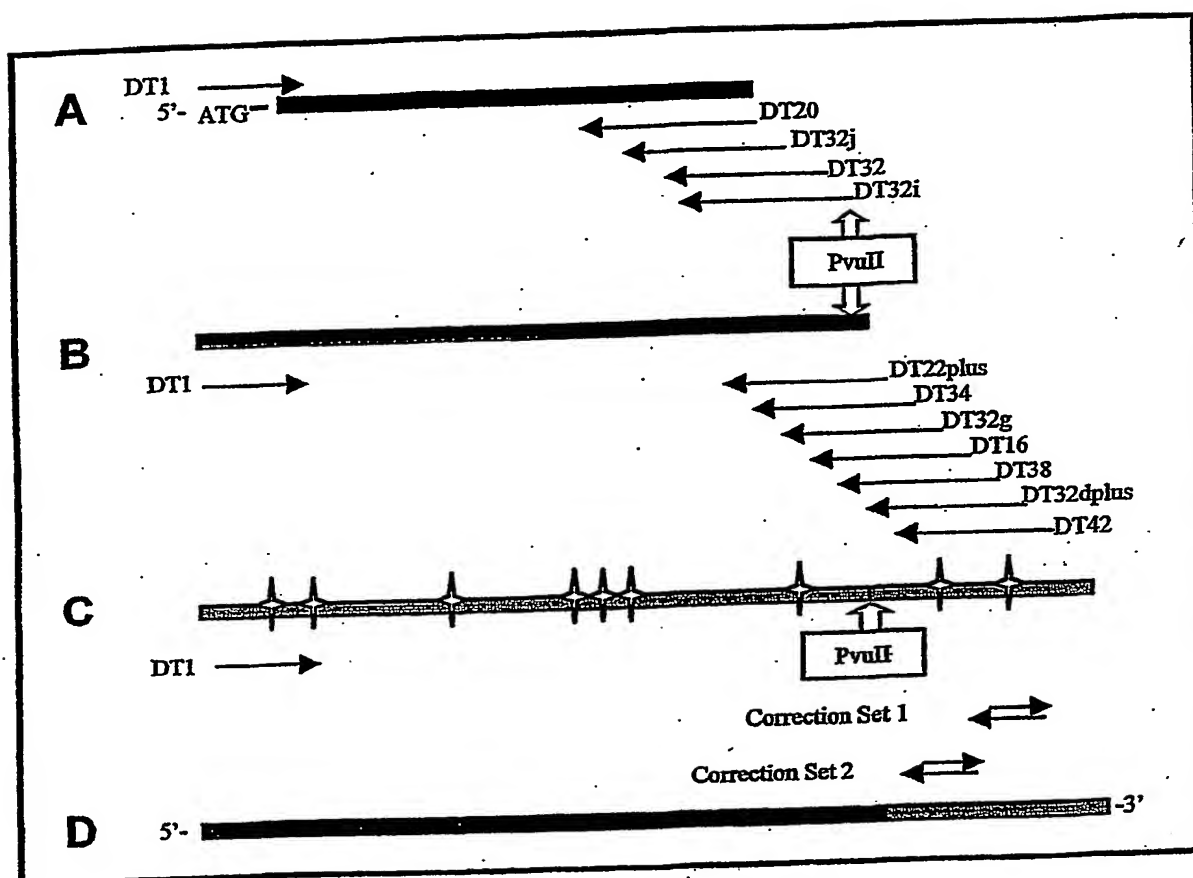 A
DT1
5'- ATG
DT20
DT32j
DT32
DT32i
PvuII
B
DT1
DT22plus
DT34
DT32g
DT16
DT38
DT32dplus
DT42
C
DT1
PvuII
Correction Set 1
Correction Set 2
D
5'-
-3'